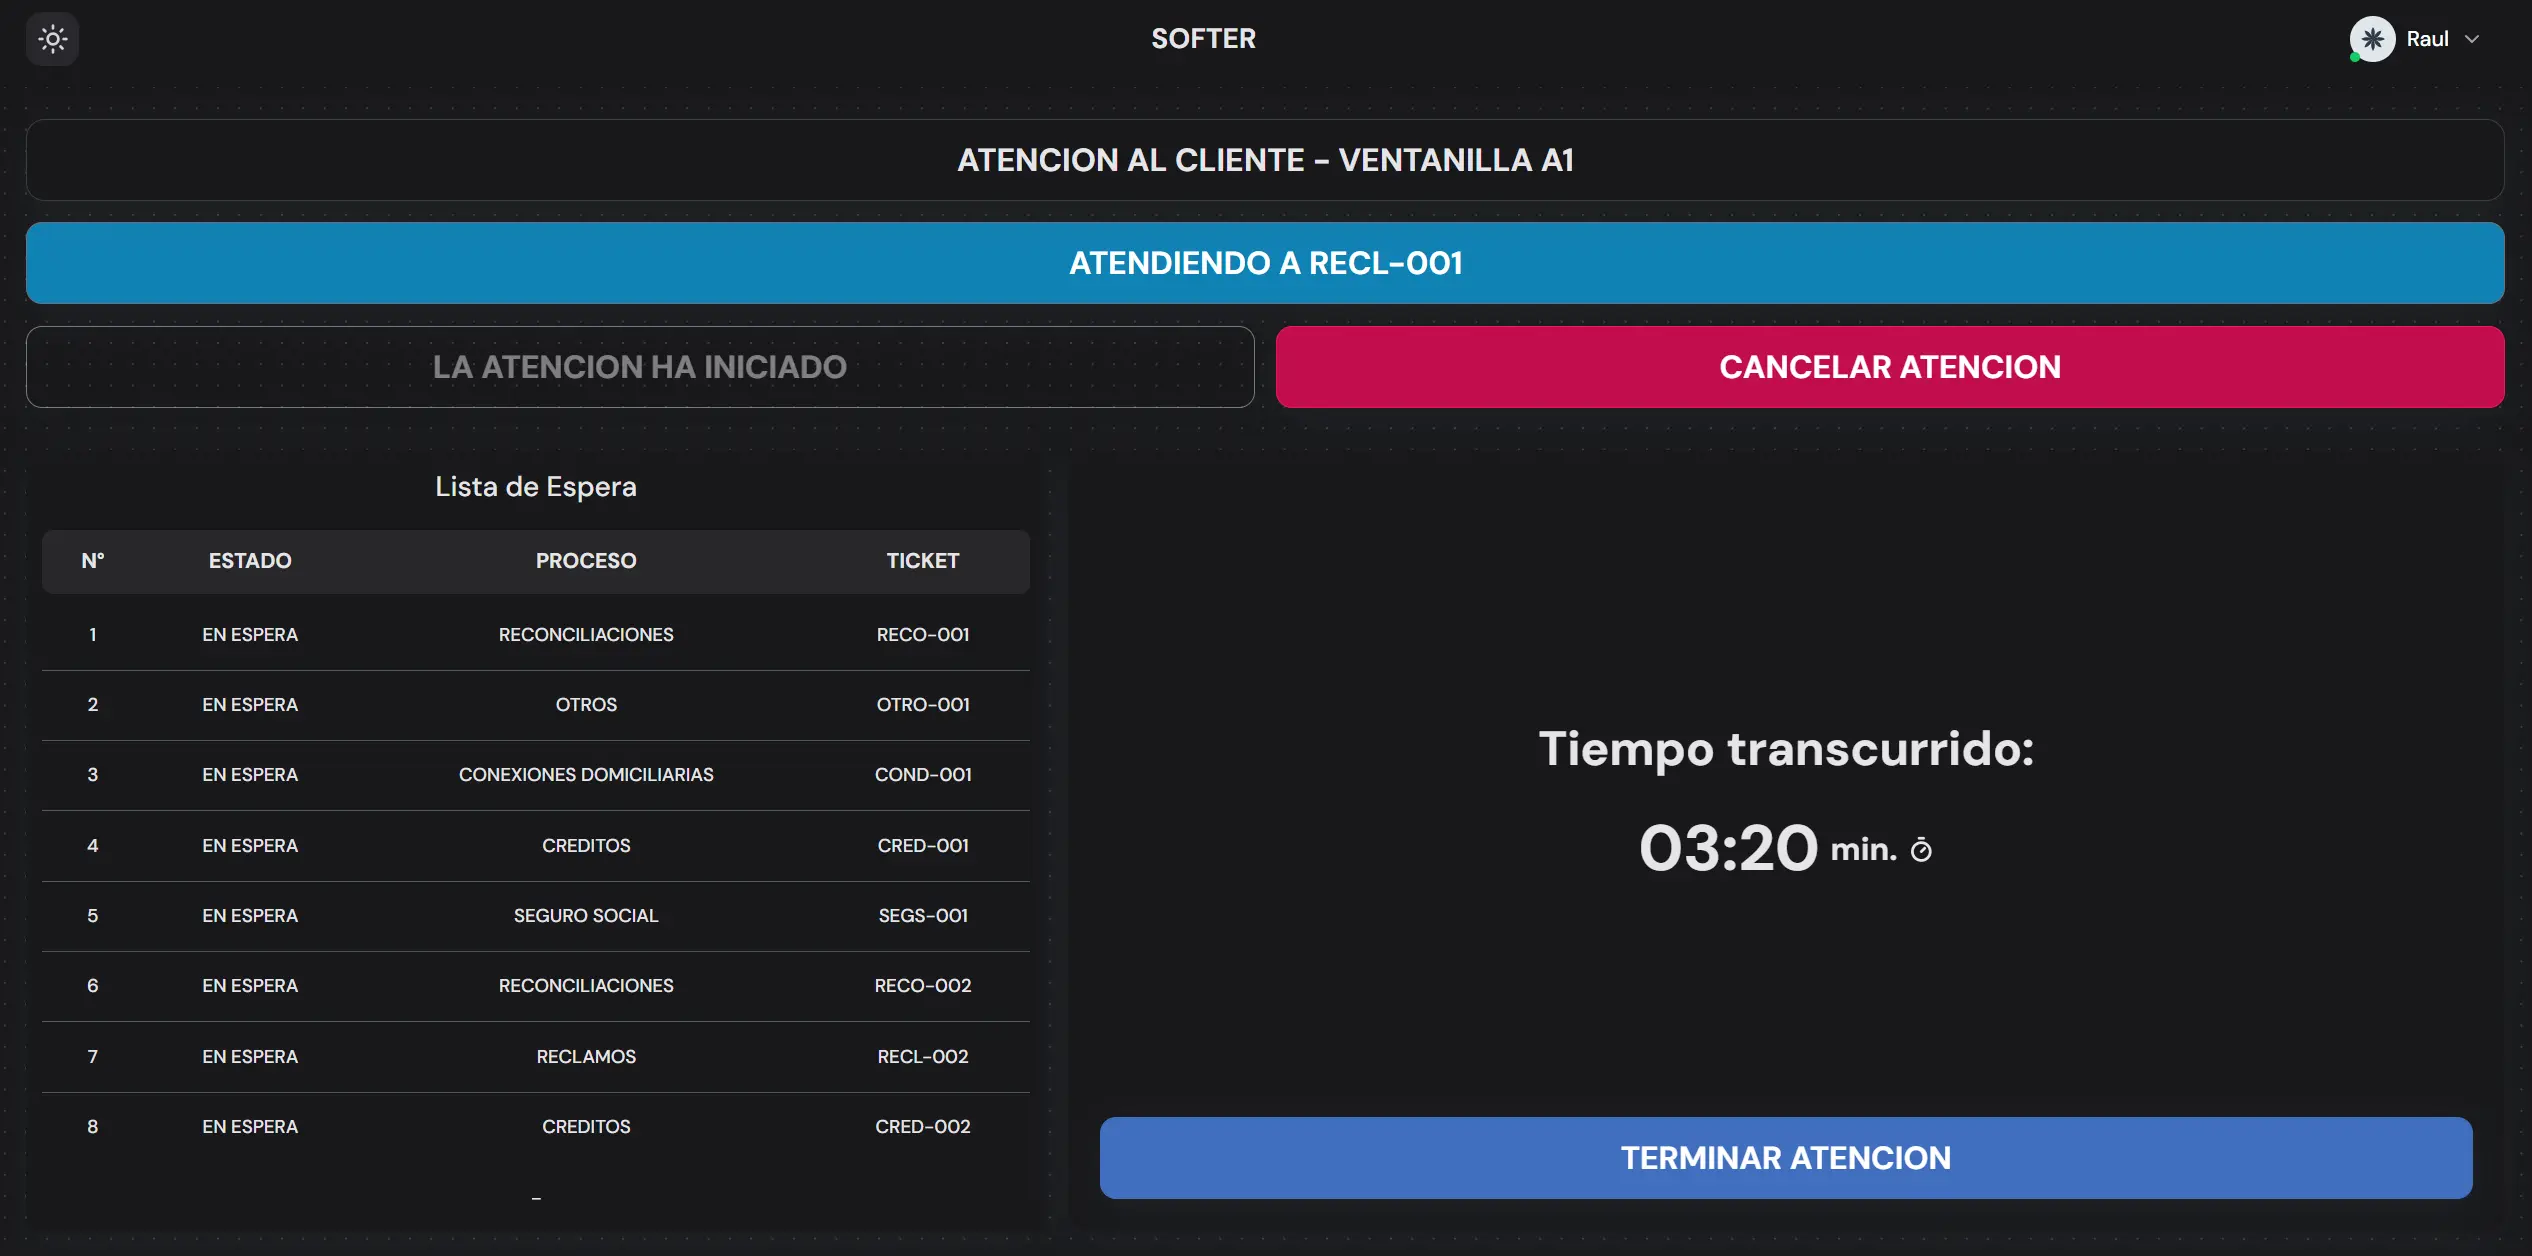 SOFTER
Raul
ATENCION AL CLIENTE - VENTANILLA A1
ATENDIENDO A RECL-001
LA ATENCION HA INICIADO
CANCELAR ATENCION
Lista de Espera
N° ESTADO PROCESO TICKET
1 EN ESPERA RECONCILIACIONES RECO-001
2 EN ESPERA OTROS OTRO-001
3 EN ESPERA CONEXIONES DOMICILIARIAS COND-001
4 EN ESPERA CREDITOS CRED-001
5 EN ESPERA SEGURO SOCIAL SEGS-001
6 EN ESPERA RECONCILIACIONES RECO-002
7 EN ESPERA RECLAMOS RECL-002
8 EN ESPERA CREDITOS CRED-002
Tiempo transcurrido:
03:20 min.
TERMINAR ATENCION